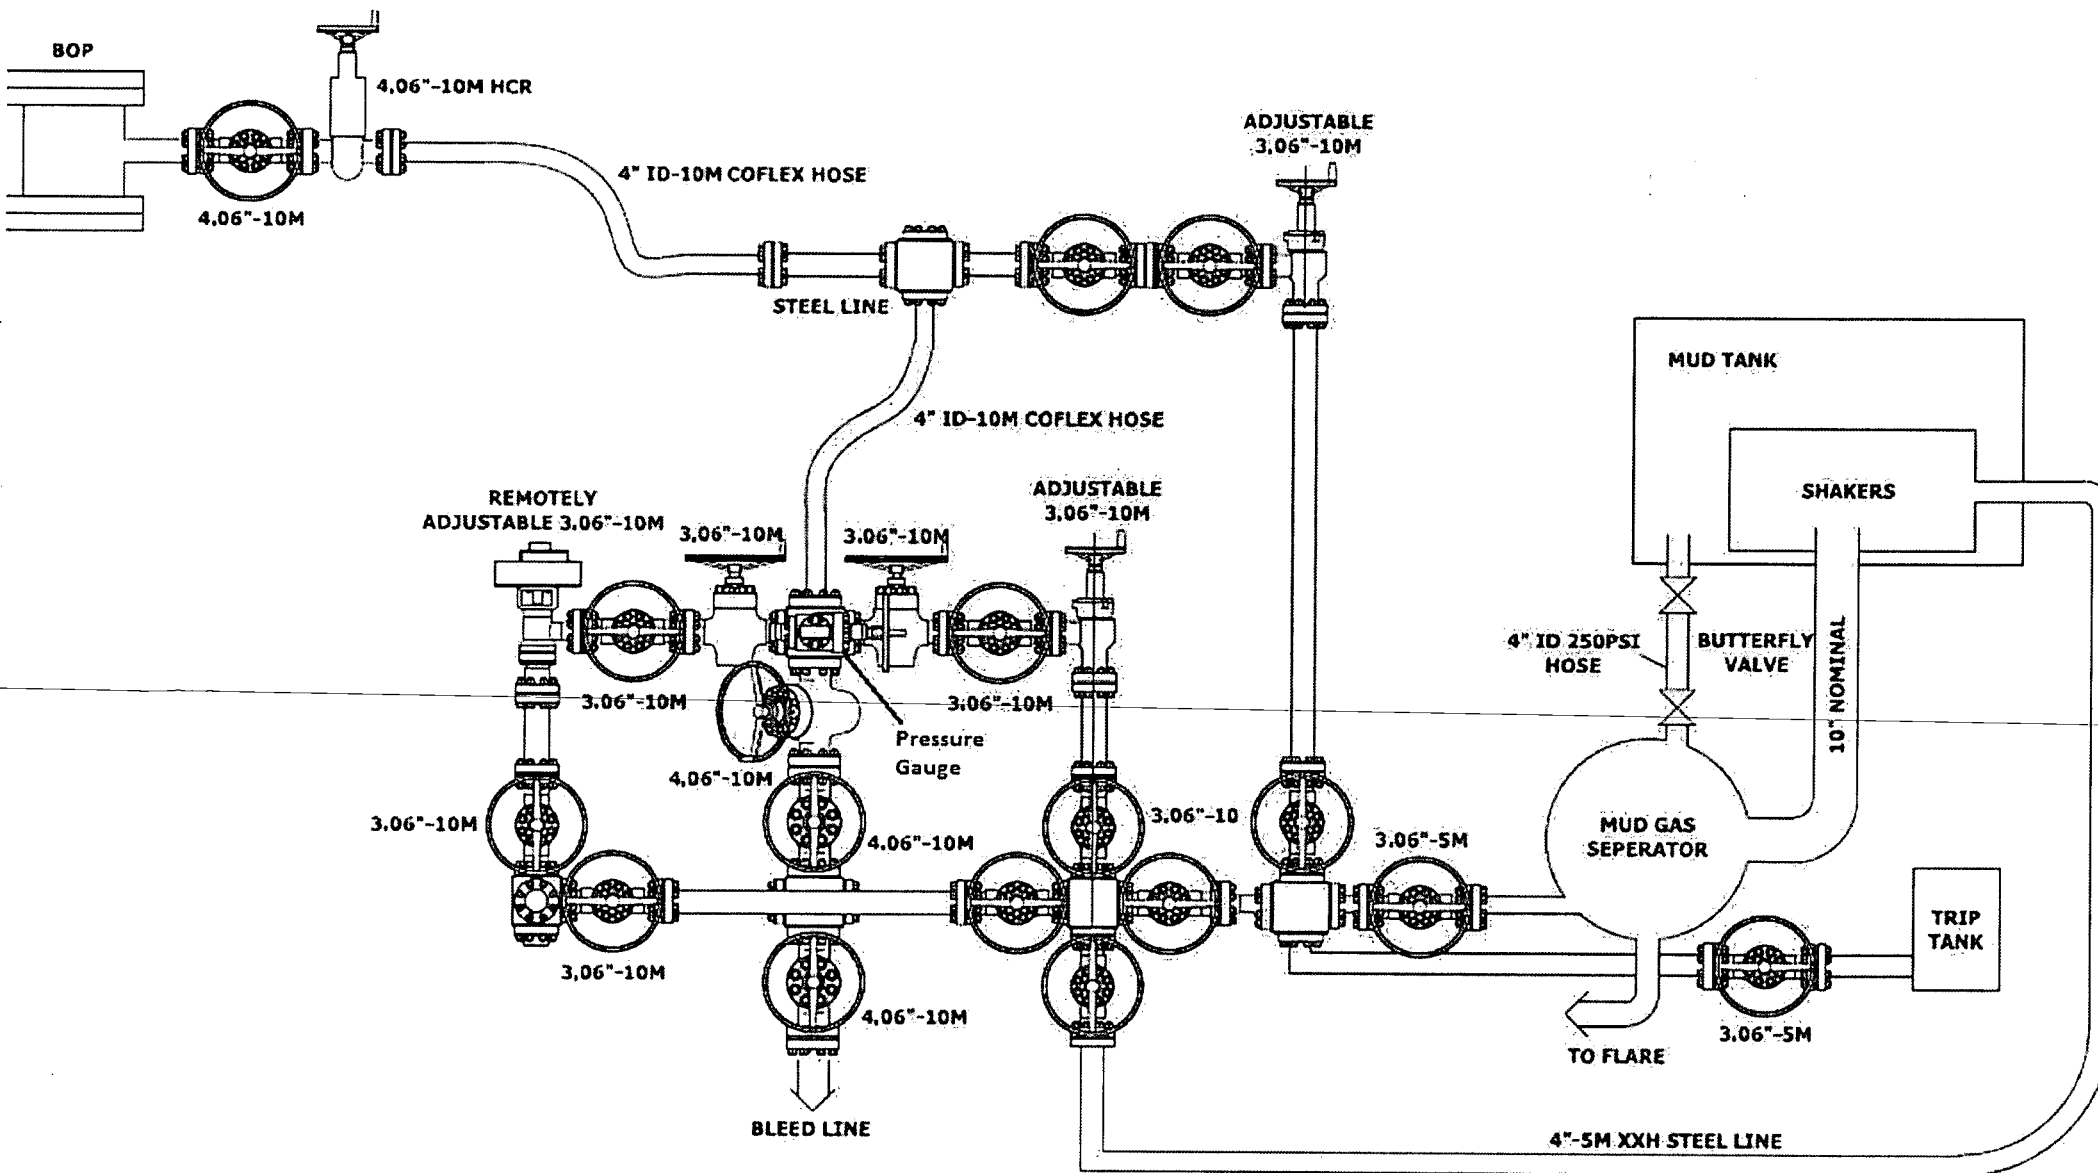 BOP
4.06"-10M HCR
4.06"-10M
4" ID-10M COFLEX HOSE
ADJUSTABLE
3.06"-10M
STEEL LINE
MUD TANK
4" ID-10M COFLEX HOSE
SHAKERS
REMOTELY
ADJUSTABLE 3.06"-10M
3.06"-10M
3.06"-10M
ADJUSTABLE
3.06"-10M
3.06"-10M
3.06"-10M
4" ID 250PSI
HOSE
BUTTERFLY
VALVE
10" NOMINAL
Pressure
Gauge
4.06"-10M
3.06"-10M
4.06"-10M
3.06"-10
3.06"-5M
MUD GAS
SEPERATOR
TRIP
TANK
3.06"-10M
4.06"-10M
3.06"-5M
TO FLARE
BLEED LINE
4"-5M XXH STEEL LINE